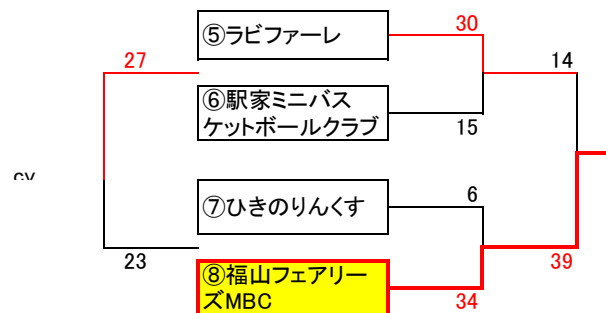 ⑤ラビファーレ
30
27
14
⑥駅家ミニバス
ケットボールクラブ
15
⑦ひきのりんくす
6
23
39
⑧福山フェアリー
ズMBC
34